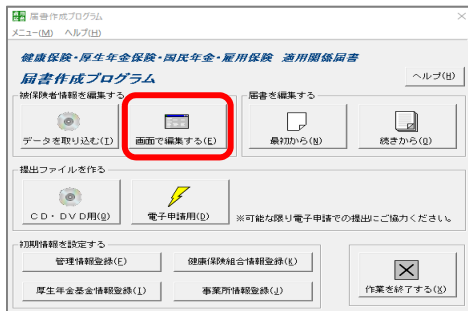 届書作成プログラム
メニュー(M) ヘルプ(H)
健康保険・厚生年金保険・国民年金・雇用保険 適用関係届書
届書作成プログラム
ヘルプ(H)
被保険者情報を編集する
データを取り込む(T)
画面で編集する(E)
届書を編集する
最初から(N)
続きから(O)
提出ファイルを作る
CD・DVD用(Q)
電子申請用(D)
※可能な限り電子申請での提出にご協力ください。
初期情報を設定する
管理情報登録(F)
健康保険組合情報登録(K)
厚生年金基金情報登録(I)
事業所情報登録(J)
作業を終了する(X)